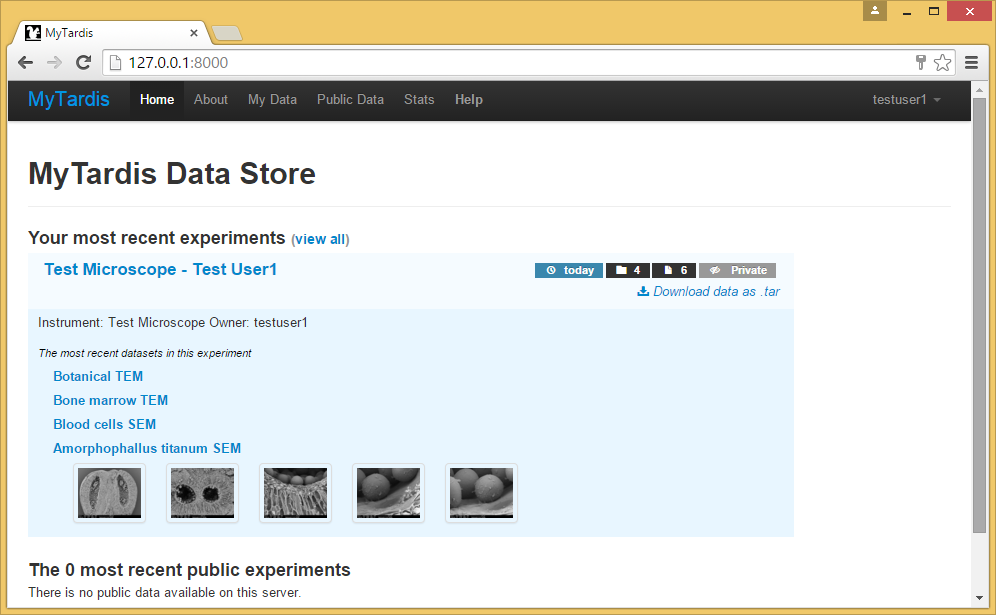 MyTardis
127.0.0.1:8000
MyTardis Home About My Data Public Data Stats Help testuser1
MyTardis Data Store
Your most recent experiments (view all)
Test Microscope - Test User1 today 4 6 Private
Download data as .tar
Instrument: Test Microscope Owner: testuser1
The most recent datasets in this experiment
Botanical TEM
Bone marrow TEM
Blood cells SEM
Amorphophallus titanum SEM
The 0 most recent public experiments
There is no public data available on this server.